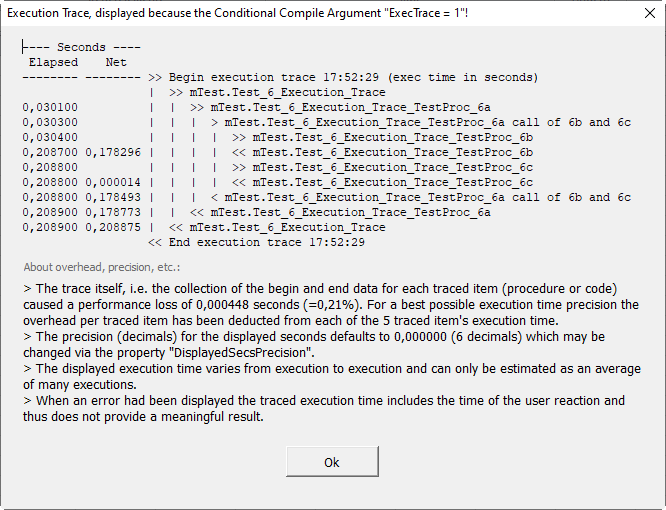 Execution Trace, displayed because the Conditional Compile Argument "ExecTrace = 1"!
|---- Seconds ----
 Elapsed    Net
-------- -------- >> Begin execution trace 17:52:29 (exec time in seconds)
                  |  >> mTest.Test_6_Execution_Trace
0,030100          |  |  >> mTest.Test_6_Execution_Trace_TestProc_6a
0,030300          |  |  |  > mTest.Test_6_Execution_Trace_TestProc_6a call of 6b and 6c
0,030400          |  |  |  |  >> mTest.Test_6_Execution_Trace_TestProc_6b
0,208700 0,178296 |  |  |  |  << mTest.Test_6_Execution_Trace_TestProc_6b
0,208800          |  |  |  |  >> mTest.Test_6_Execution_Trace_TestProc_6c
0,208800 0,000014 |  |  |  |  << mTest.Test_6_Execution_Trace_TestProc_6c
0,208800 0,178493 |  |  |  < mTest.Test_6_Execution_Trace_TestProc_6a call of 6b and 6c
0,208900 0,178773 |  |  << mTest.Test_6_Execution_Trace_TestProc_6a
0,208900 0,208875 |  << mTest.Test_6_Execution_Trace
                  << End execution trace 17:52:29
About overhead, precision, etc.:
> The trace itself, i.e. the collection of the begin and end data for each traced item (procedure or code)
caused a performance loss of 0,000448 seconds (=0,21%). For a best possible execution time precision the
overhead per traced item has been deducted from each of the 5 traced item's execution time.
> The precision (decimals) for the displayed seconds defaults to 0,000000 (6 decimals) which may be
changed via the property "DisplayedSecsPrecision".
> The displayed execution time varies from execution to execution and can only be estimated as an average
of many executions.
> When an error had been displayed the traced execution time includes the time of the user reaction and
thus does not provide a meaningful result.
Ok